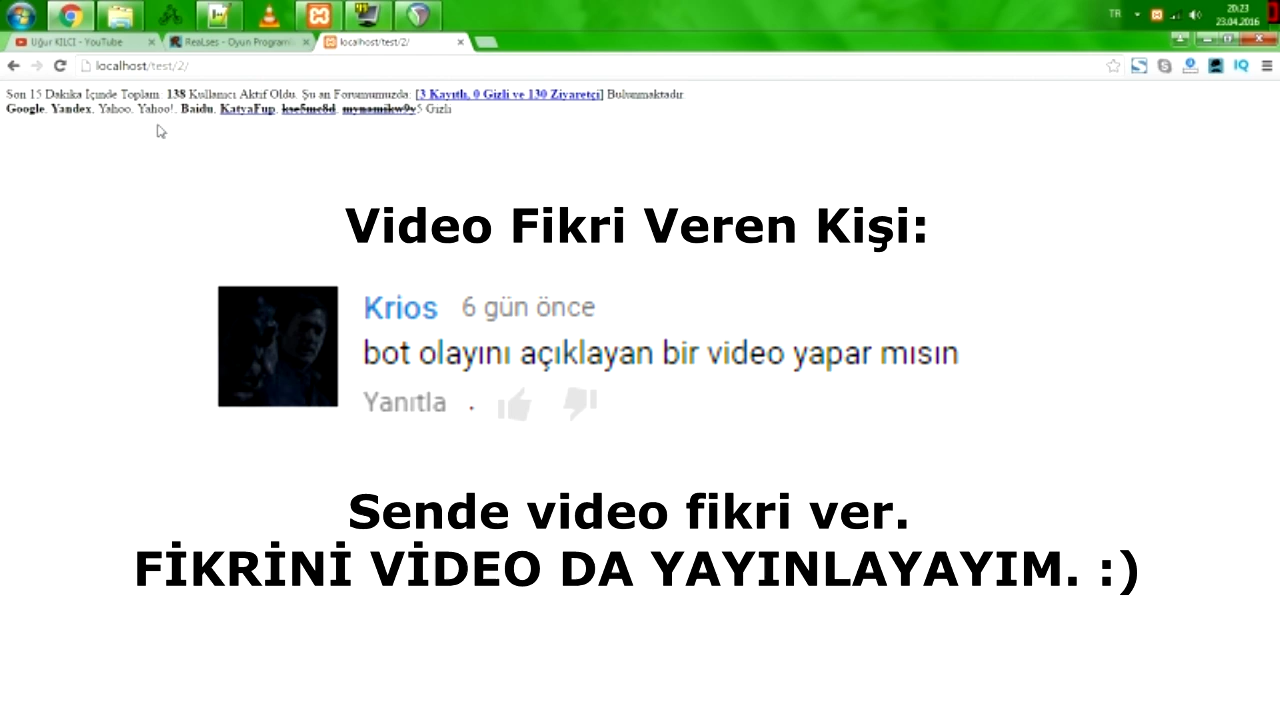 TR
20:23
23.04.2016
Uğur KILCI - YouTube
RealSes - Oyun Programl
localhost/test/2/
localhost/test/2/
IQ
Son 15 Dakika İçinde Toplam: 138 Kullanıcı Aktif Oldu. Şu an Forumumuzda: [3 Kayıtlı, 0 Gizli ve 130 Ziyaretçi] Bulunmaktadır.
Google, Yandex, Yahoo, Yahoo!, Baidu, KatyaFup, kse5me8d, mynamikw9y5 Gizli
Video Fikri Veren Kişi:
Krios 6 gün önce
bot olayını açıklayan bir video yapar mısın
Yanıtla
Sende video fikri ver.
FİKRİNİ VİDEO DA YAYINLAYAYIM. :)